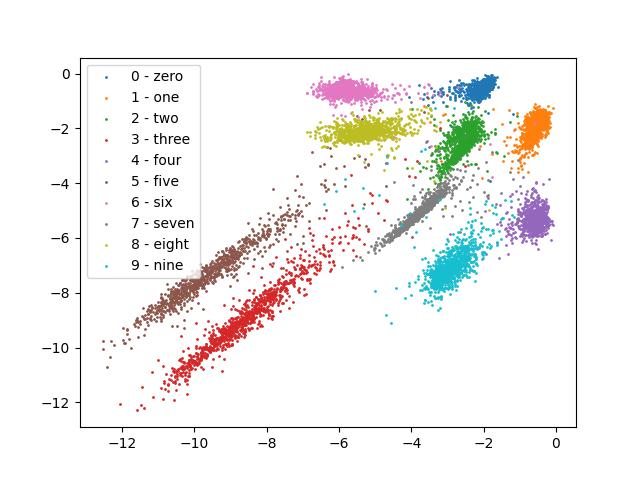 0 - zero
1 - one
2 - two
3 - three
4 - four
5 - five
6 - six
7 - seven
8 - eight
9 - nine
0
−2
−4
−6
−8
−10
−12
−12
−10
−8
−6
−4
−2
0